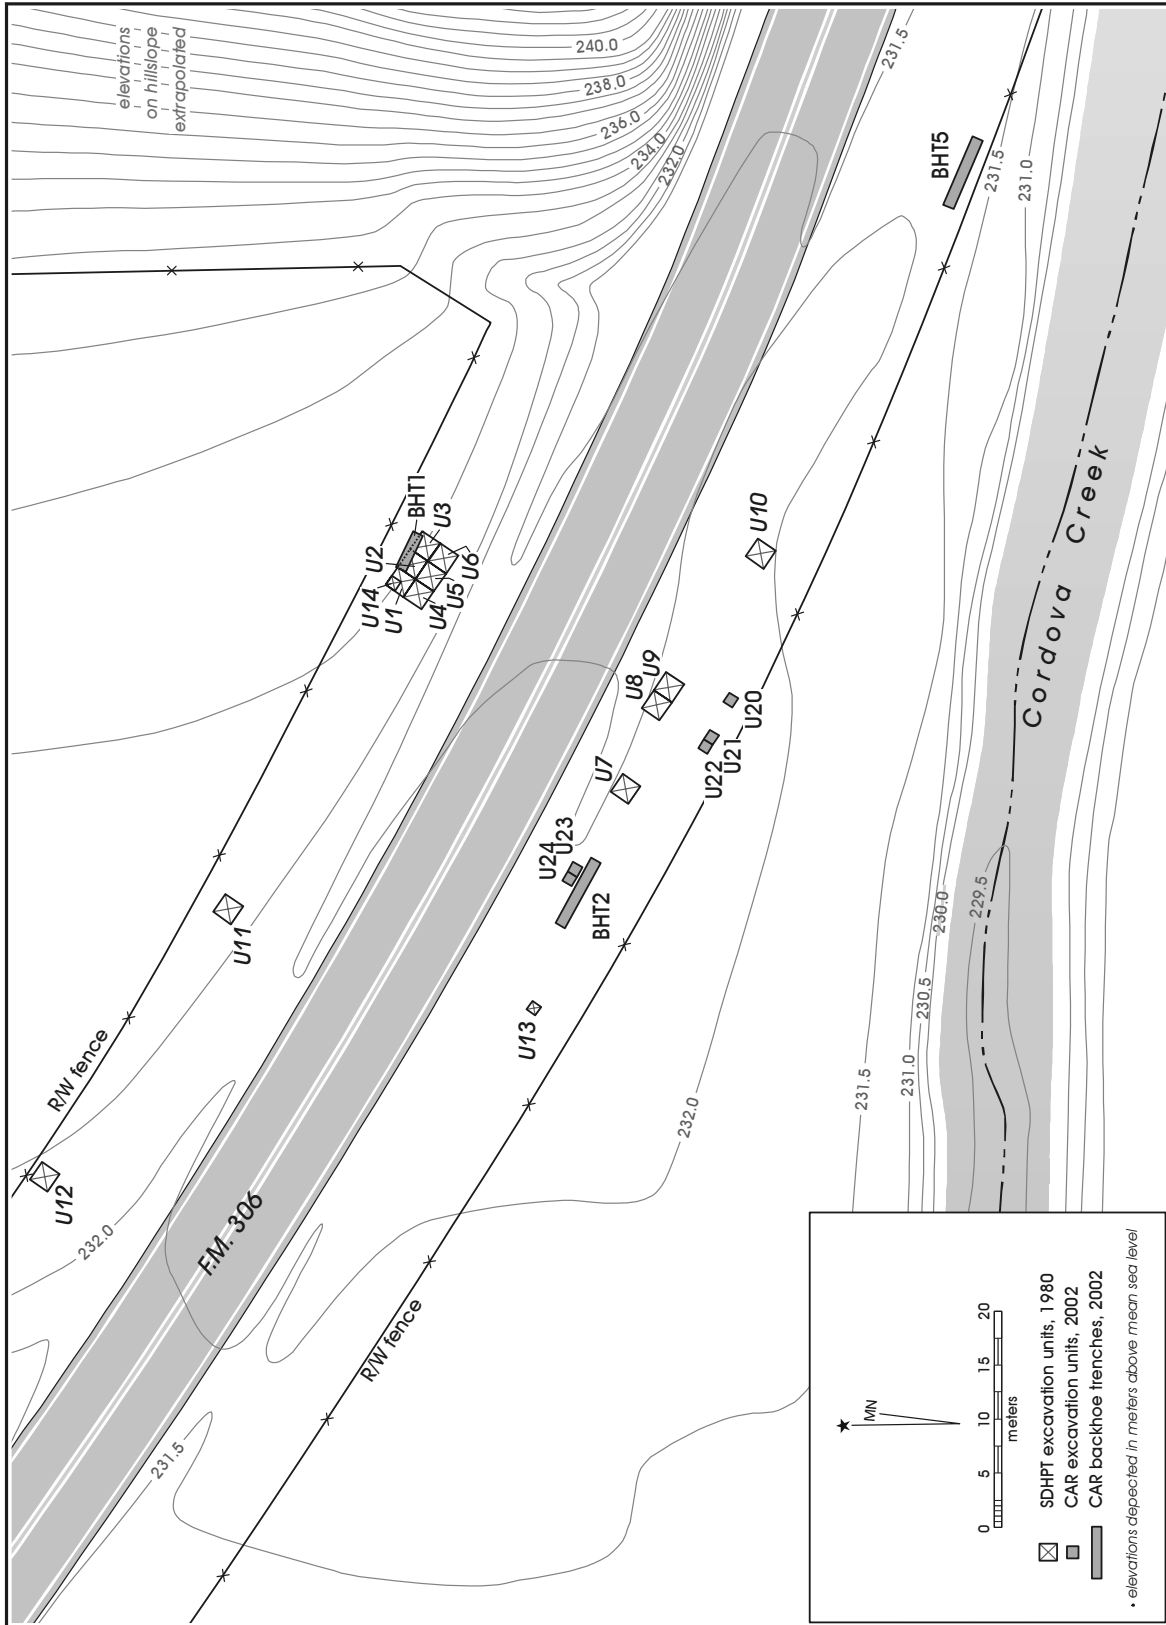 elevations
on hillslope
extrapolated
240.0
238.0
236.0
234.0
232.0
231.5
BHT5
231.5
231.0
BHT1
U3
U2
U6
U14
U1
U4
U5
U10
Cordova Creek
U8
U9
U20
U21
U22
U7
U23
U24
BHT2
U11
U13
229.5
230.0
230.5
231.0
231.5
232.0
R/W fence
U12
232.0
F.M. 306
R/W fence
231.5
MN
0 5 10 15 20
meters
SDHPT excavation units, 1980
CAR excavation units, 2002
CAR backhoe trenches, 2002
• elevations depected in meters above mean sea level